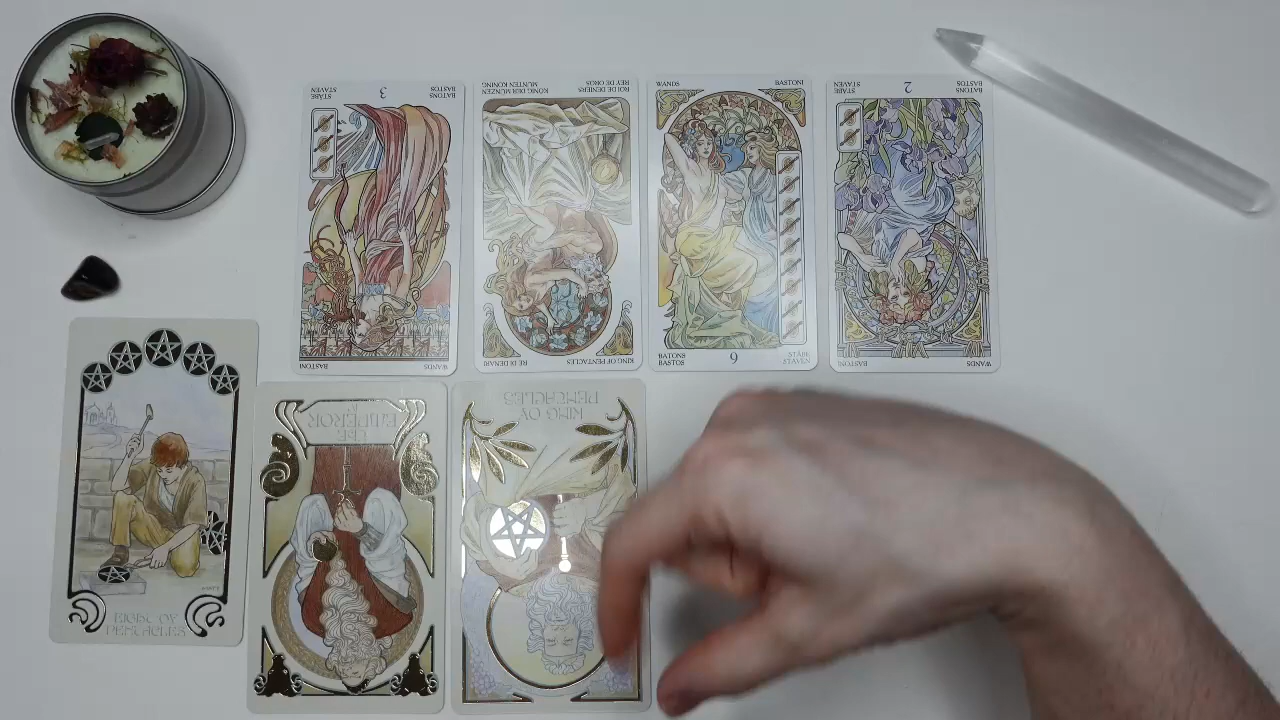 STÄBE
STAVEN
3
BATONS
BASTOS
BASTONI
WANDS
KÖNIG DER MÜNZEN
MUNTEN KONING
ROI DE DENIERS
REY DE OROS
RE DI DENARI
KING OF PENTACLES
WANDS
BASTONI
BATONS
BASTOS
6
STÄBE
STAVEN
STÄBE
STAVEN
2
BATONS
BASTOS
BASTONI
WANDS
EIGHT OF
PENTACLES
THE
EMPEROR
KING OF
PENTACLES